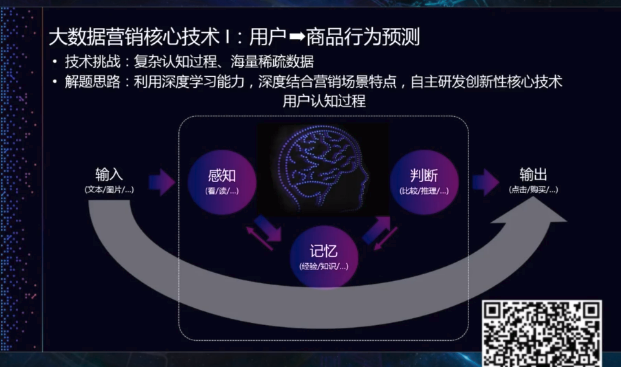 大数据营销核心技术 I：用户➡商品行为预测
• 技术挑战：复杂认知过程、海量稀疏数据
• 解题思路：利用深度学习能力，深度结合营销场景特点，自主研发创新性核心技术
用户认知过程
输入
(文本/图片/...)
感知
(看/读/...)
判断
(比较/推理/...)
输出
(点击/购买/...)
记忆
(经验/知识/...)